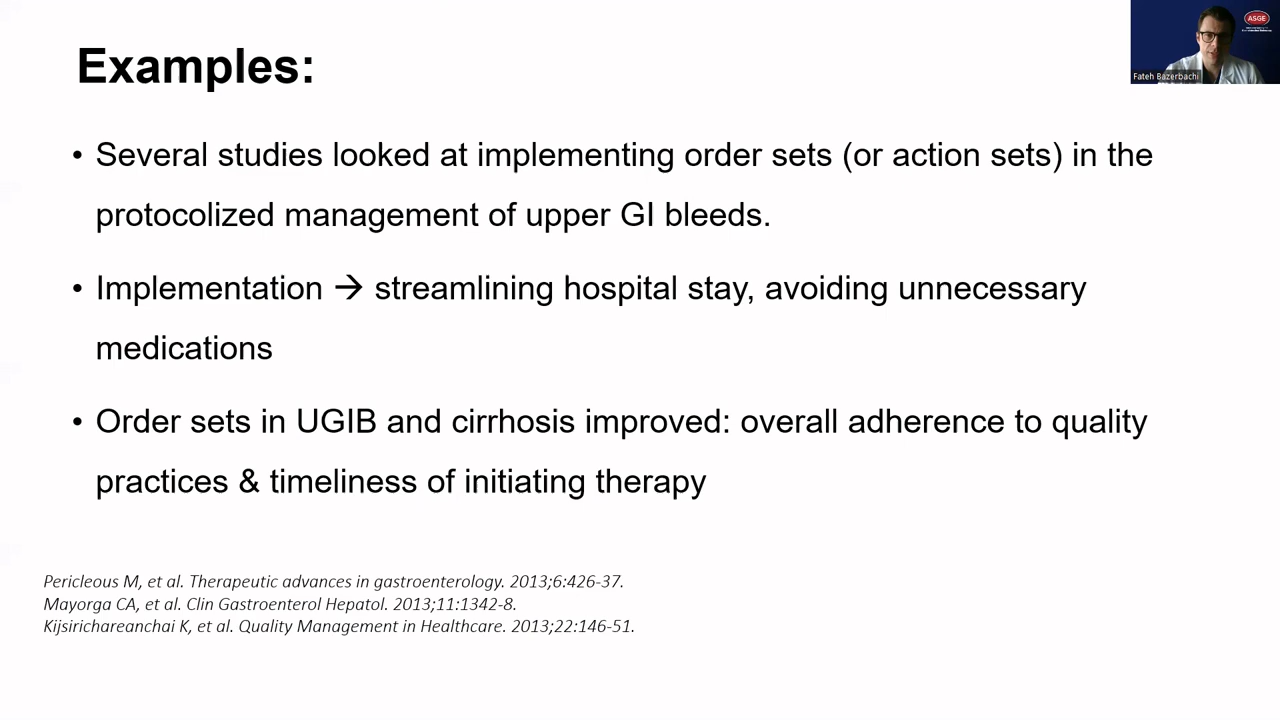 Examples:
ASGE
Fateh Bazerbachi
• Several studies looked at implementing order sets (or action sets) in the
protocolized management of upper GI bleeds.
• Implementation → streamlining hospital stay, avoiding unnecessary
medications
• Order sets in UGIB and cirrhosis improved: overall adherence to quality
practices & timeliness of initiating therapy
Pericleous M, et al. Therapeutic advances in gastroenterology. 2013;6:426-37.
Mayorga CA, et al. Clin Gastroenterol Hepatol. 2013;11:1342-8.
Kijsirichareanchai K, et al. Quality Management in Healthcare. 2013;22:146-51.